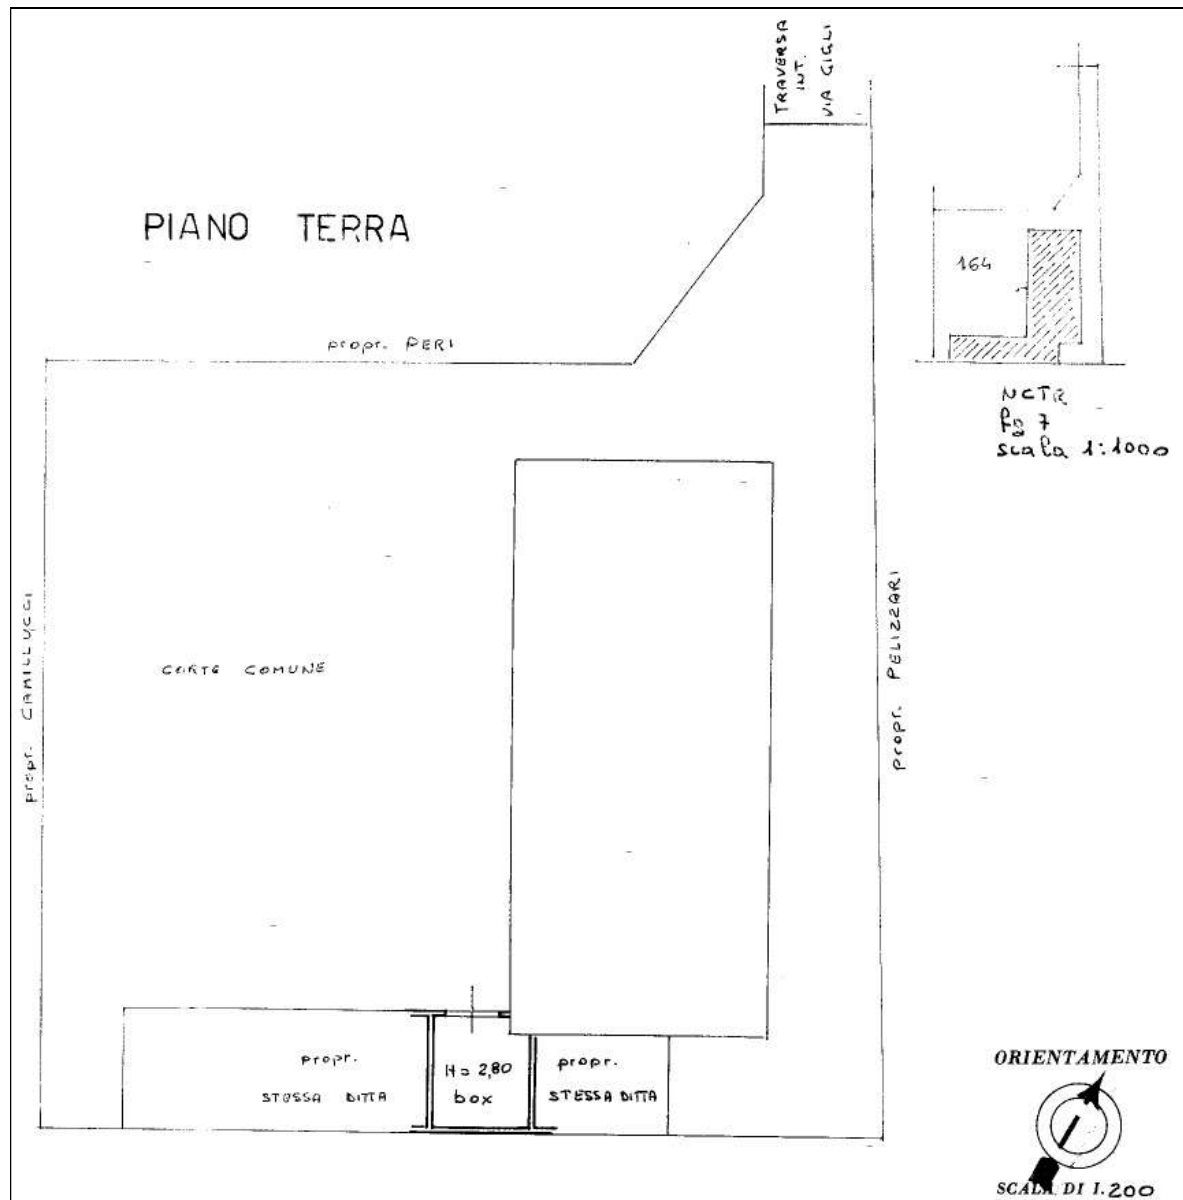 TRAVERSA
INT.
VIA GIGLI
PIANO TERRA
164
propr. PERI
NCTR
fg 7
scala 1:1000
propr. CAMILLUCCI
CORTE COMUNE
propr. PELIZZARI
propr.
STESSA DITTA
H=2,80
box
propr.
STESSA DITTA
ORIENTAMENTO
SCALA DI 1:200